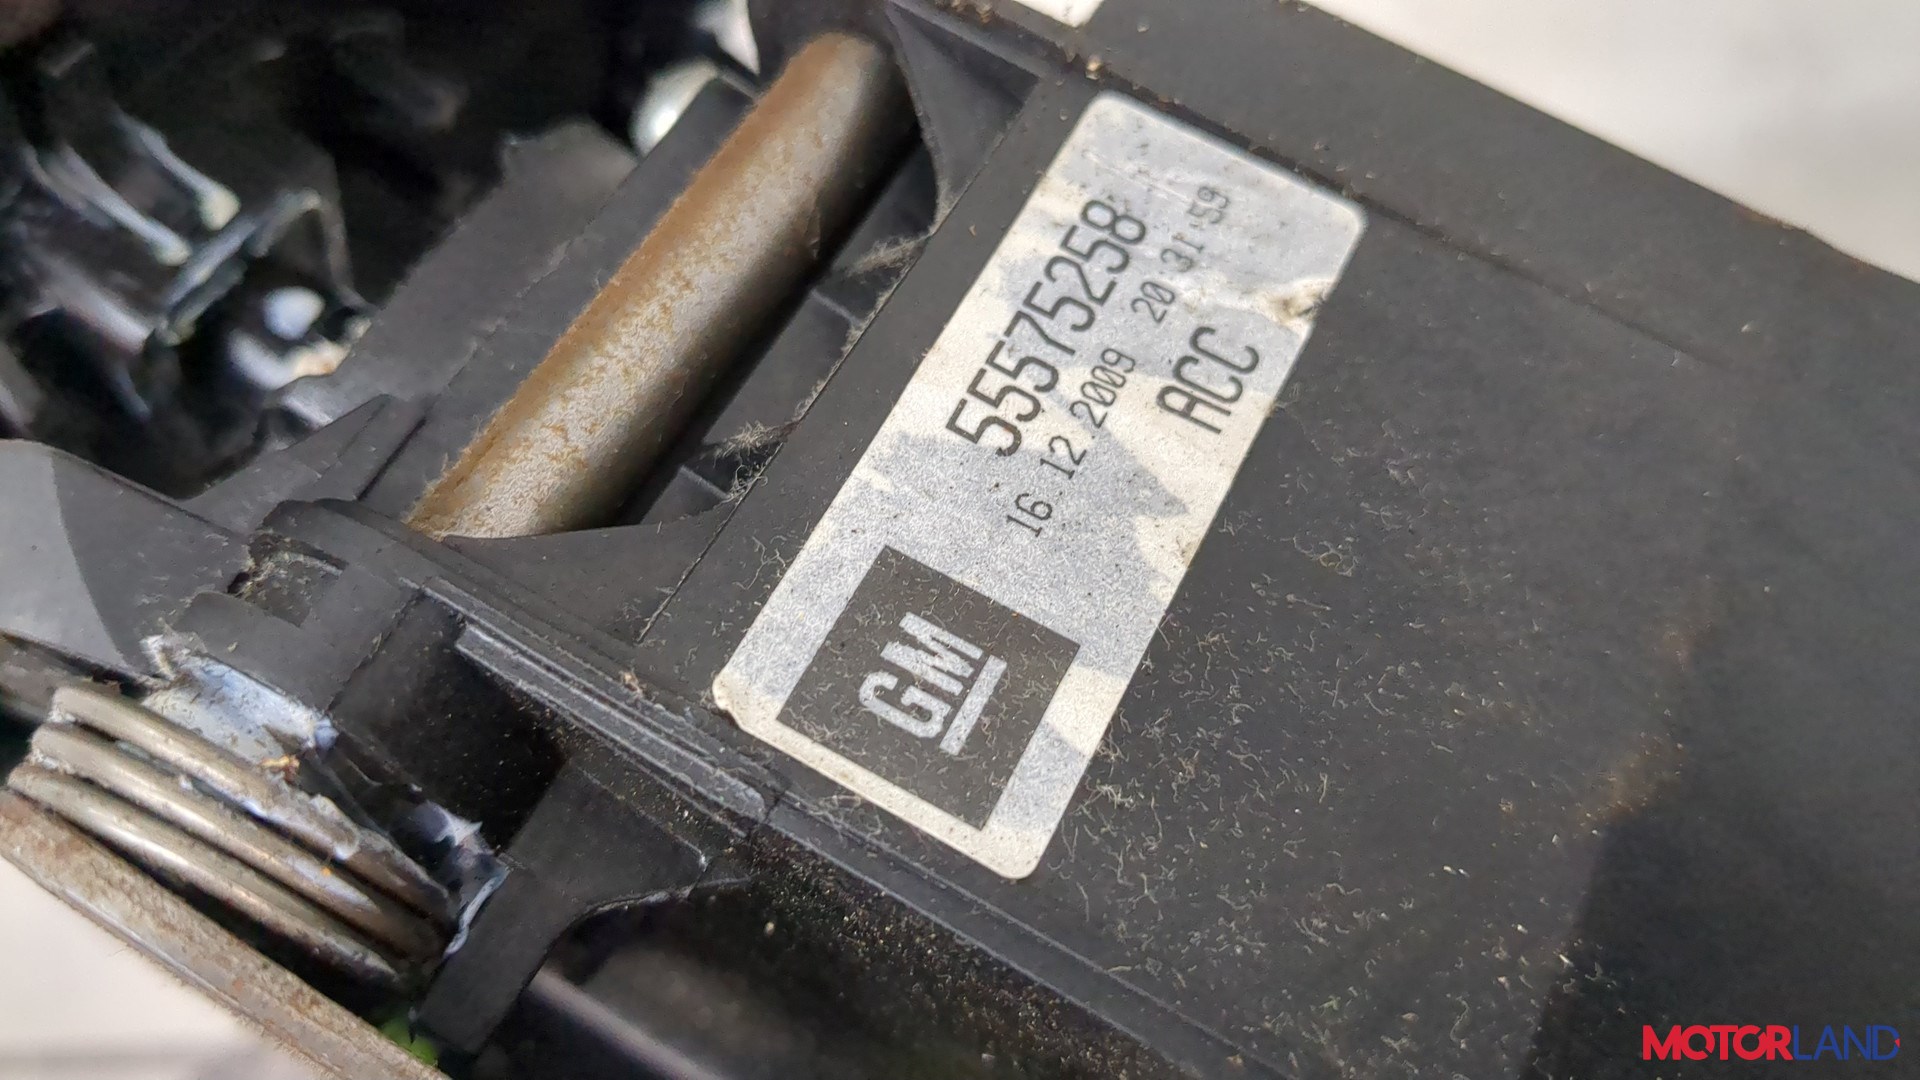 55575258
16.12.2009 20:31:59
ACC
GM
MOTORLAND